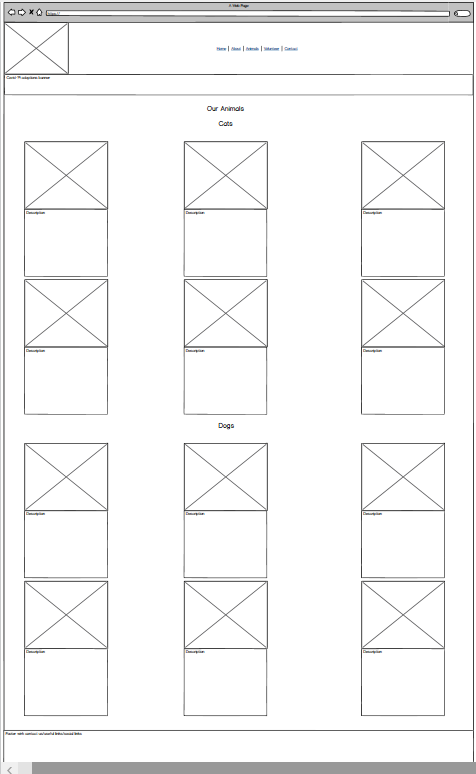 A Web Page
https://
Home | About | Animals | Volunteer | Contact
Covid-19 adoptions banner
Our Animals
Cats
Description
Description
Description
Description
Description
Description
Dogs
Description
Description
Description
Description
Description
Description
Footer with contact us/useful links/social links